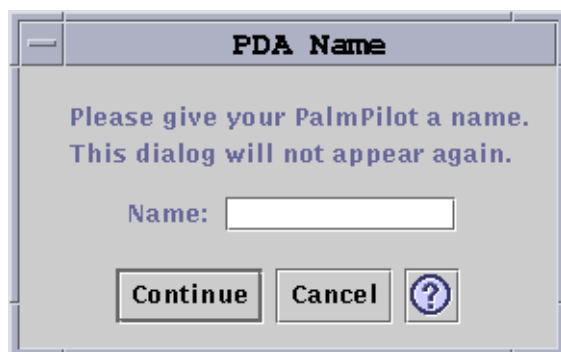 PDA Name
Please give your PalmPilot a name.
This dialog will not appear again.
Name:
Continue Cancel ?